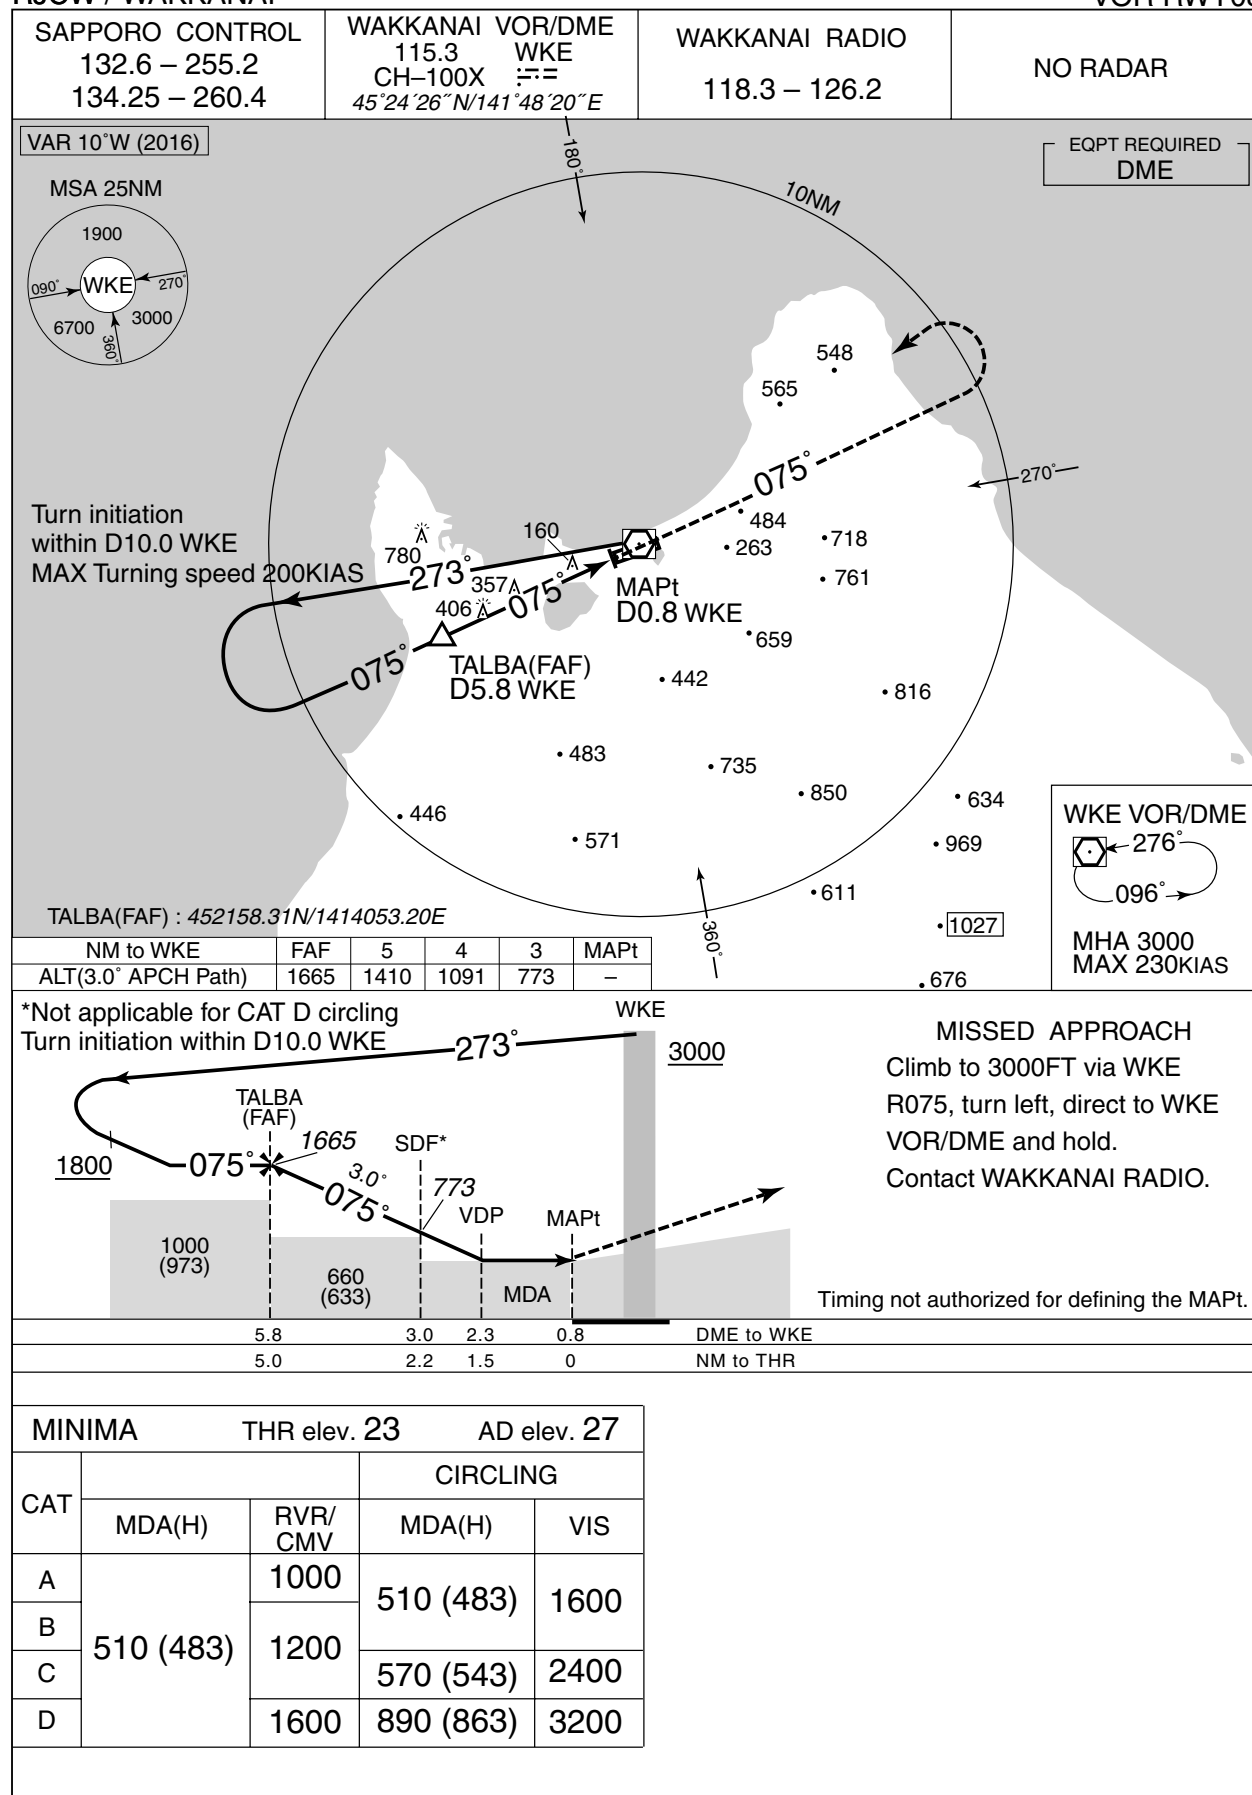 SAPPORO CONTROL
132.6 – 255.2
134.25 – 260.4
WAKKANAI VOR/DME
115.3 WKE
CH–100X
45°24´26˝N/141°48´20˝E
WAKKANAI RADIO
118.3 – 126.2
NO RADAR
VAR 10°W (2016)
EQPT REQUIRED
DME
MSA 25NM
1900
WKE
090°
270°
6700
3000
360°
180°
10NM
548
565
075°
270°
Turn initiation
within D10.0 WKE
MAX Turning speed 200KIAS
780
160
484
263
718
761
273°
357
406
075°
MAPt
D0.8 WKE
659
075°
TALBA(FAF)
D5.8 WKE
442
816
483
735
850
634
446
571
969
611
1027
676
360°
WKE VOR/DME
276°
096°
MHA 3000
MAX 230KIAS
TALBA(FAF) : 452158.31N/1414053.20E
NM to WKE FAF 5 4 3 MAPt
ALT(3.0° APCH Path) 1665 1410 1091 773 –
*Not applicable for CAT D circling
Turn initiation within D10.0 WKE
WKE
273°
3000
TALBA
(FAF)
1665
SDF*
1800
075°
3.0°
075°
773
VDP
MAPt
1000
(973)
660
(633)
MDA
MISSED APPROACH
Climb to 3000FT via WKE
R075, turn left, direct to WKE
VOR/DME and hold.
Contact WAKKANAI RADIO.
Timing not authorized for defining the MAPt.
5.8 3.0 2.3 0.8 DME to WKE
5.0 2.2 1.5 0 NM to THR
MINIMA THR elev. 23 AD elev. 27
CAT
CIRCLING
MDA(H) RVR/CMV MDA(H) VIS
A 510 (483) 1000 510 (483) 1600
B 1200
C 570 (543) 2400
D 1600 890 (863) 3200